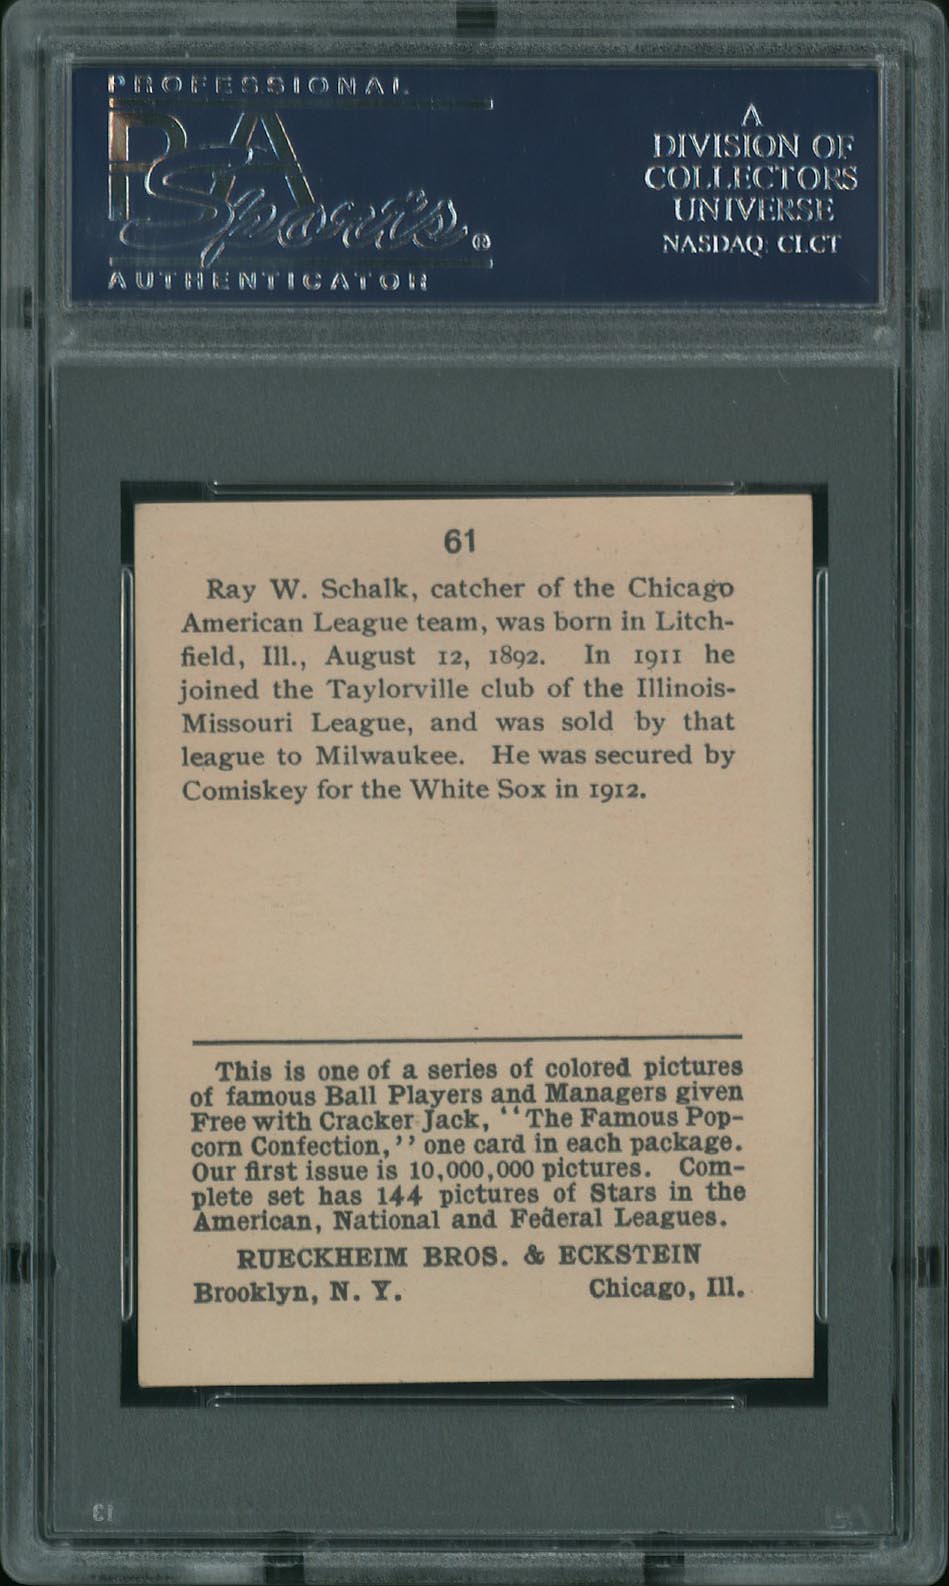 PROFESSIONAL
PSA
Sports®
AUTHENTICATOR
A
DIVISION OF
COLLECTORS
UNIVERSE
NASDAQ: CLCT
61
Ray W. Schalk, catcher of the Chicago
American League team, was born in Litch-
field, Ill., August 12, 1892. In 1911 he
joined the Taylorville club of the Illinois-
Missouri League, and was sold by that
league to Milwaukee. He was secured by
Comiskey for the White Sox in 1912.
This is one of a series of colored pictures
of famous Ball Players and Managers given
Free with Cracker Jack, "The Famous Pop-
corn Confection," one card in each package.
Our first issue is 10,000,000 pictures. Com-
plete set has 144 pictures of Stars in the
American, National and Federal Leagues.
RUECKHEIM BROS. & ECKSTEIN
Brooklyn, N. Y. Chicago, Ill.
13